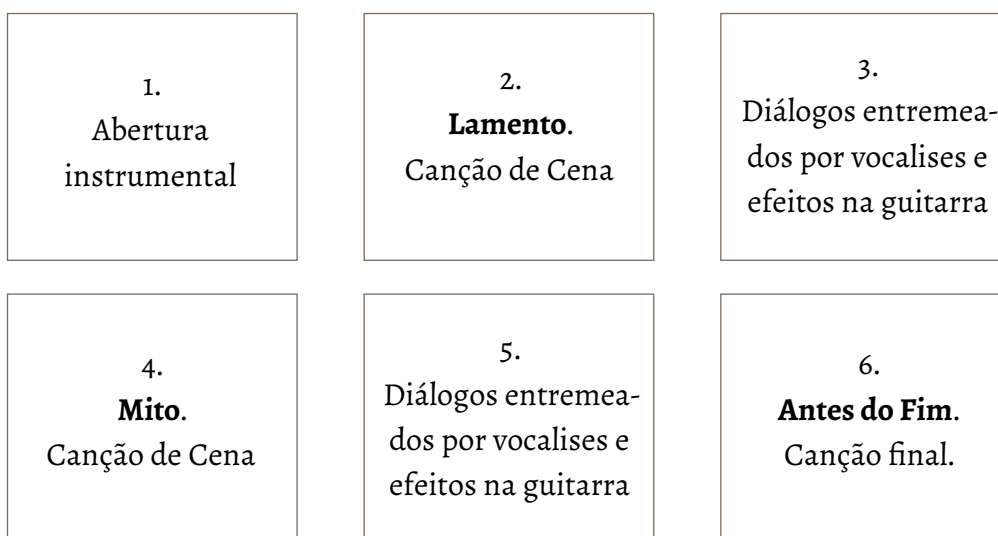 1.
Abertura
instrumental
2.
Lamento.
Canção de Cena
3.
Diálogos entremea-
dos por vocalises e
efeitos na guitarra
4.
Mito.
Canção de Cena
5.
Diálogos entremea-
dos por vocalises e
efeitos na guitarra
6.
Antes do Fim.
Canção final.